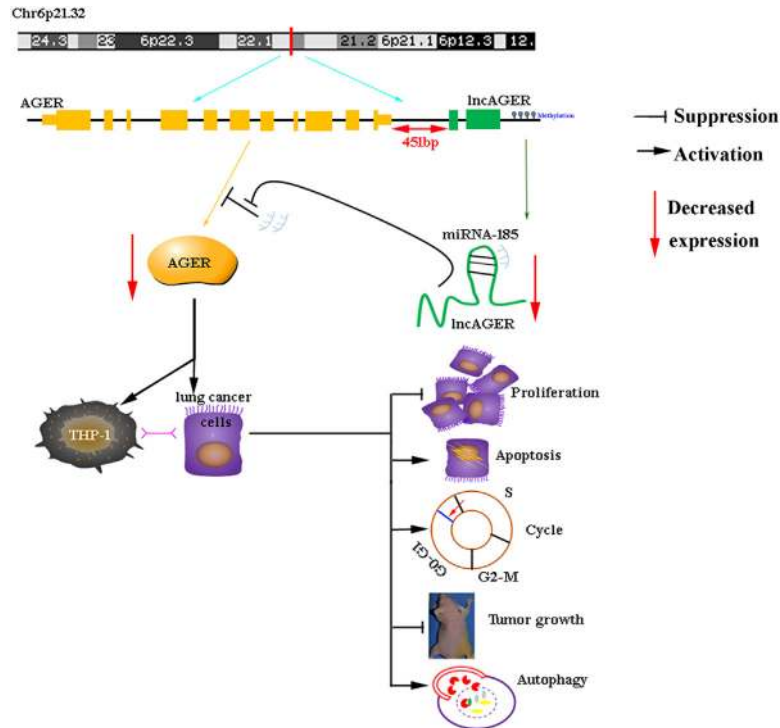 Chr6p21.32
24.3 23 6p22.3 22.1 21.2 6p21.1 6p12.3 12.
AGER
lncAGER
Methylation
451bp
Suppression
Activation
Decreased
expression
miRNA-185
AGER
lncAGER
lung cancer
cells
THP-1
Proliferation
Apoptosis
S
Cycle
G0-G1
G2-M
Tumor growth
Autophagy